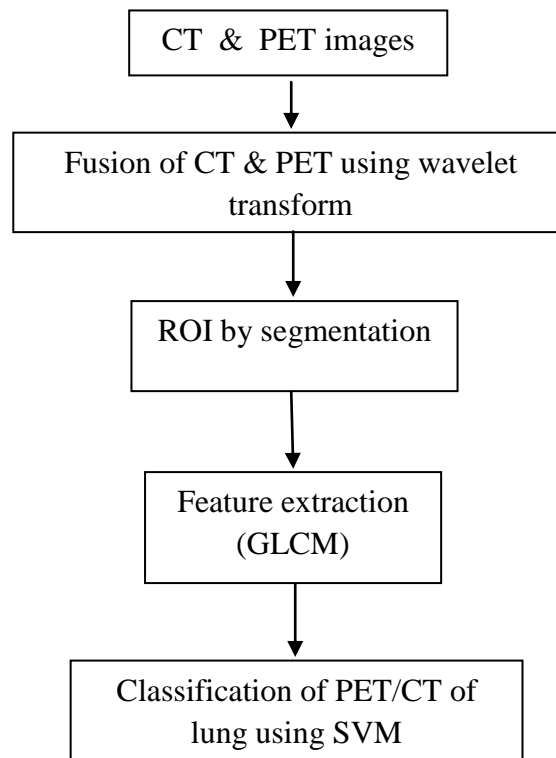 CT & PET images
Fusion of CT & PET using wavelet
transform
ROI by segmentation
Feature extraction
(GLCM)
Classification of PET/CT of
lung using SVM